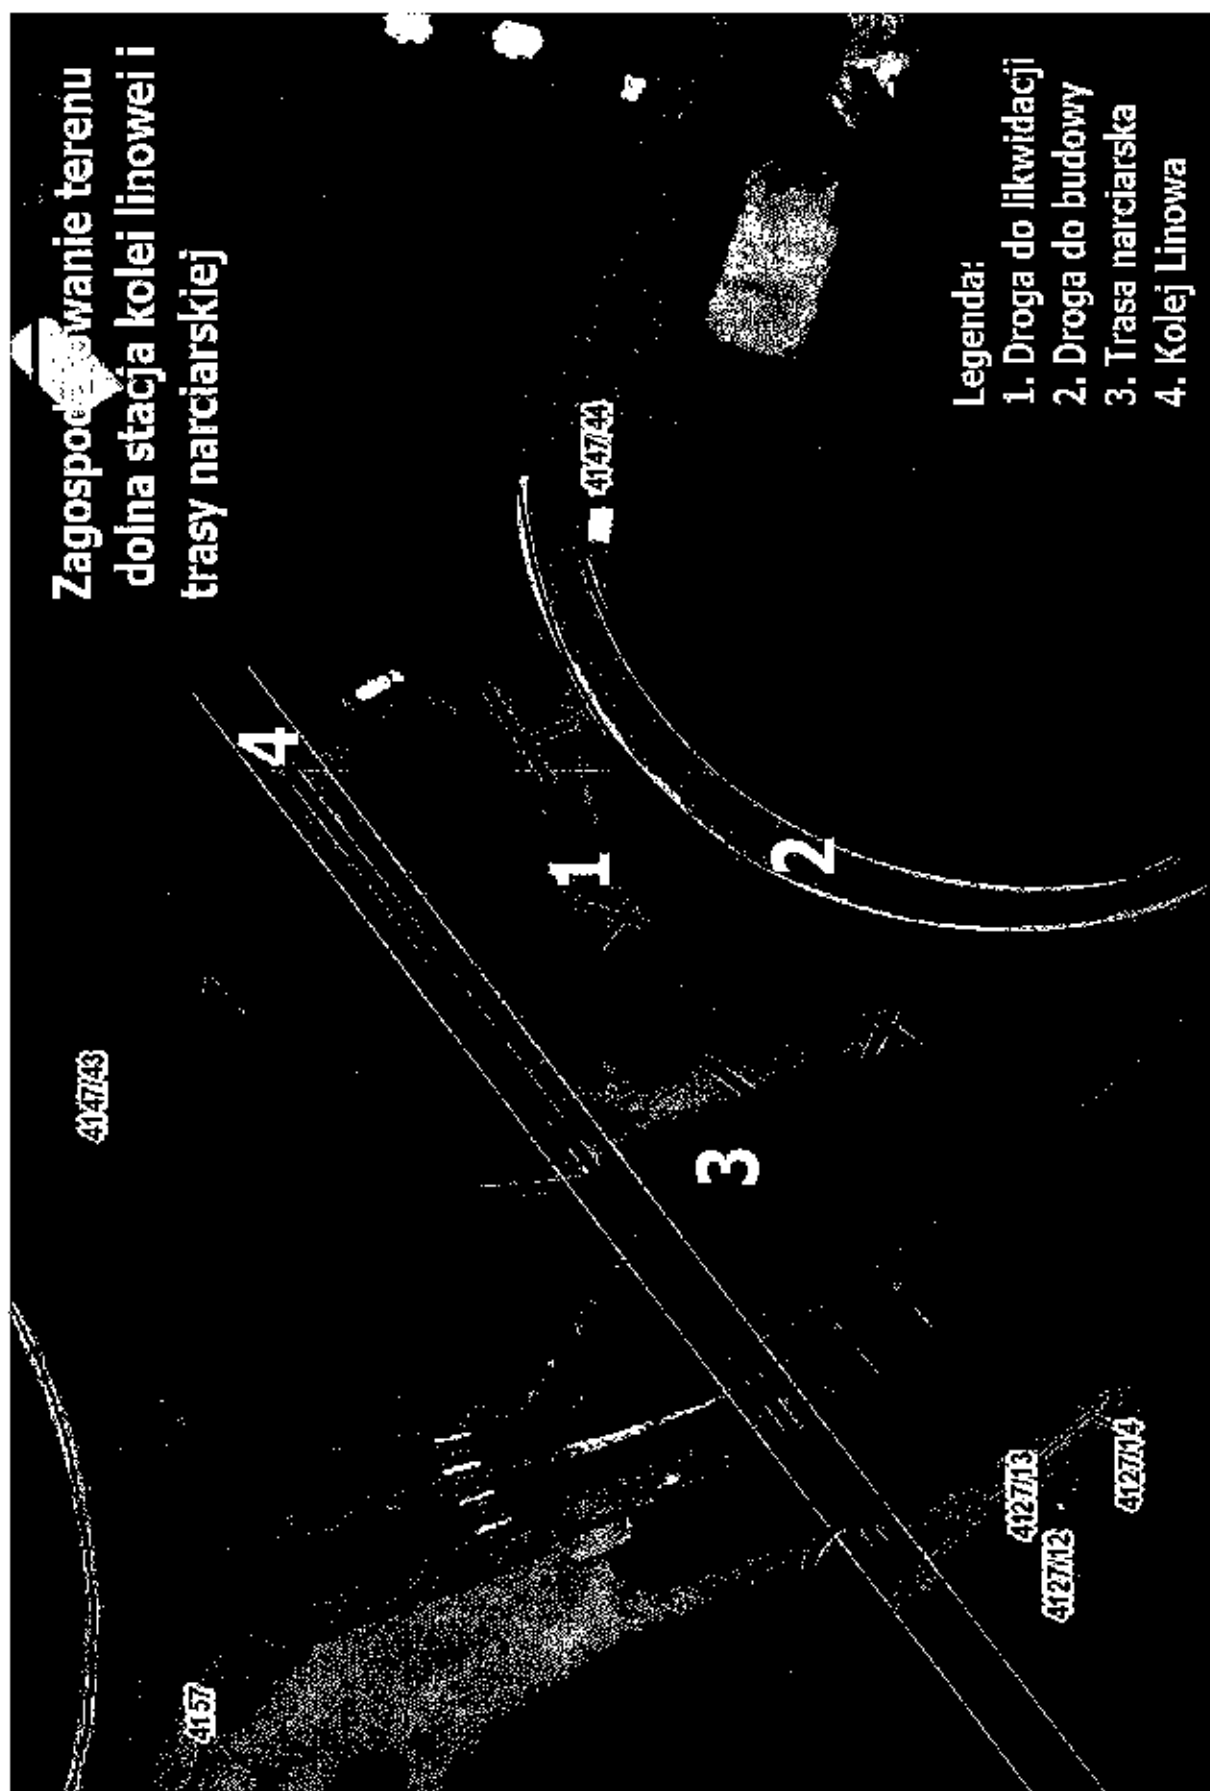 Zagospodarowanie terenu
dolna stacja kolei linowej i
trasy narciarskiej
4147/43
4157
4
1
4147/44
2
3
4127/13
4127/12
4127/14
Legenda:
1. Droga do likwidacji
2. Droga do budowy
3. Trasa narciarska
4. Kolej Linowa